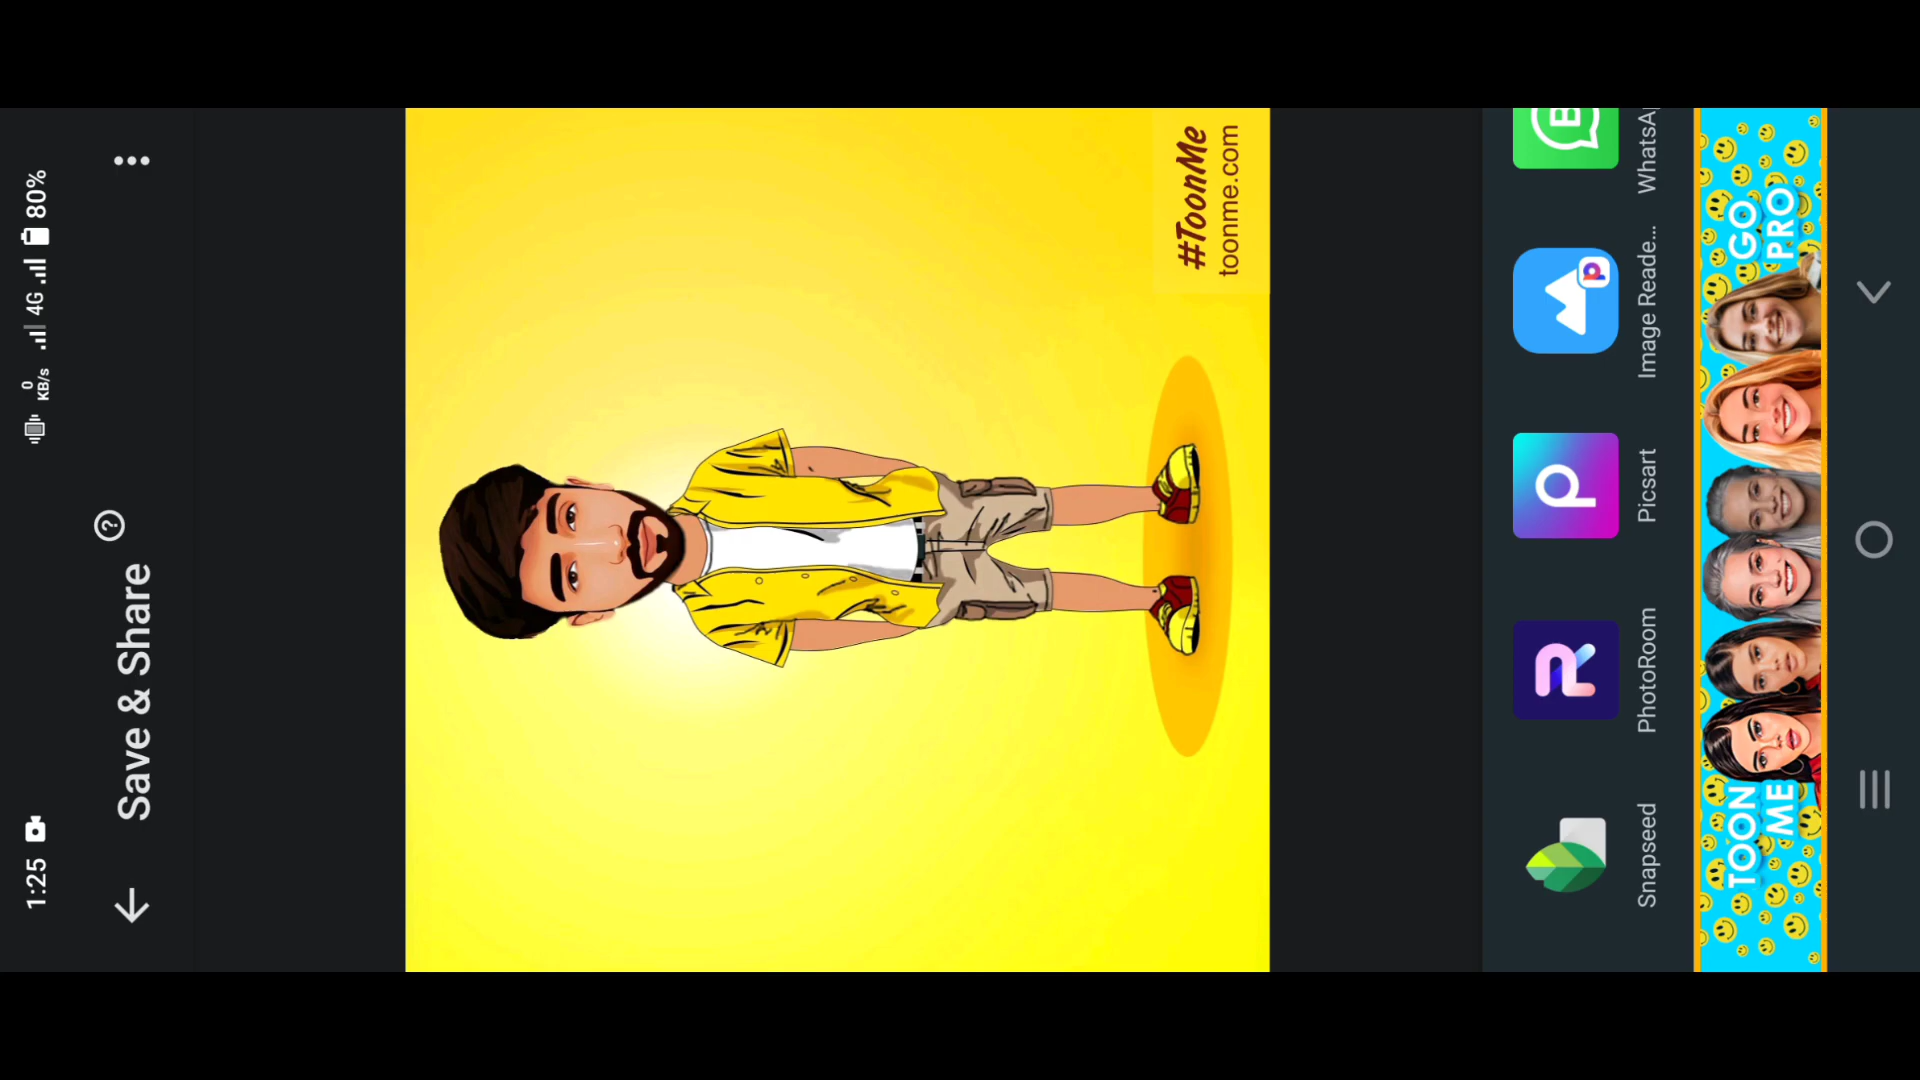 1:25
0
KB/s
4G
80%
Save & Share
#ToonMe
toonme.com
Snapseed
PhotoRoom
Picsart
Image Reade...
WhatsA
TOON
ME
GO
PRO